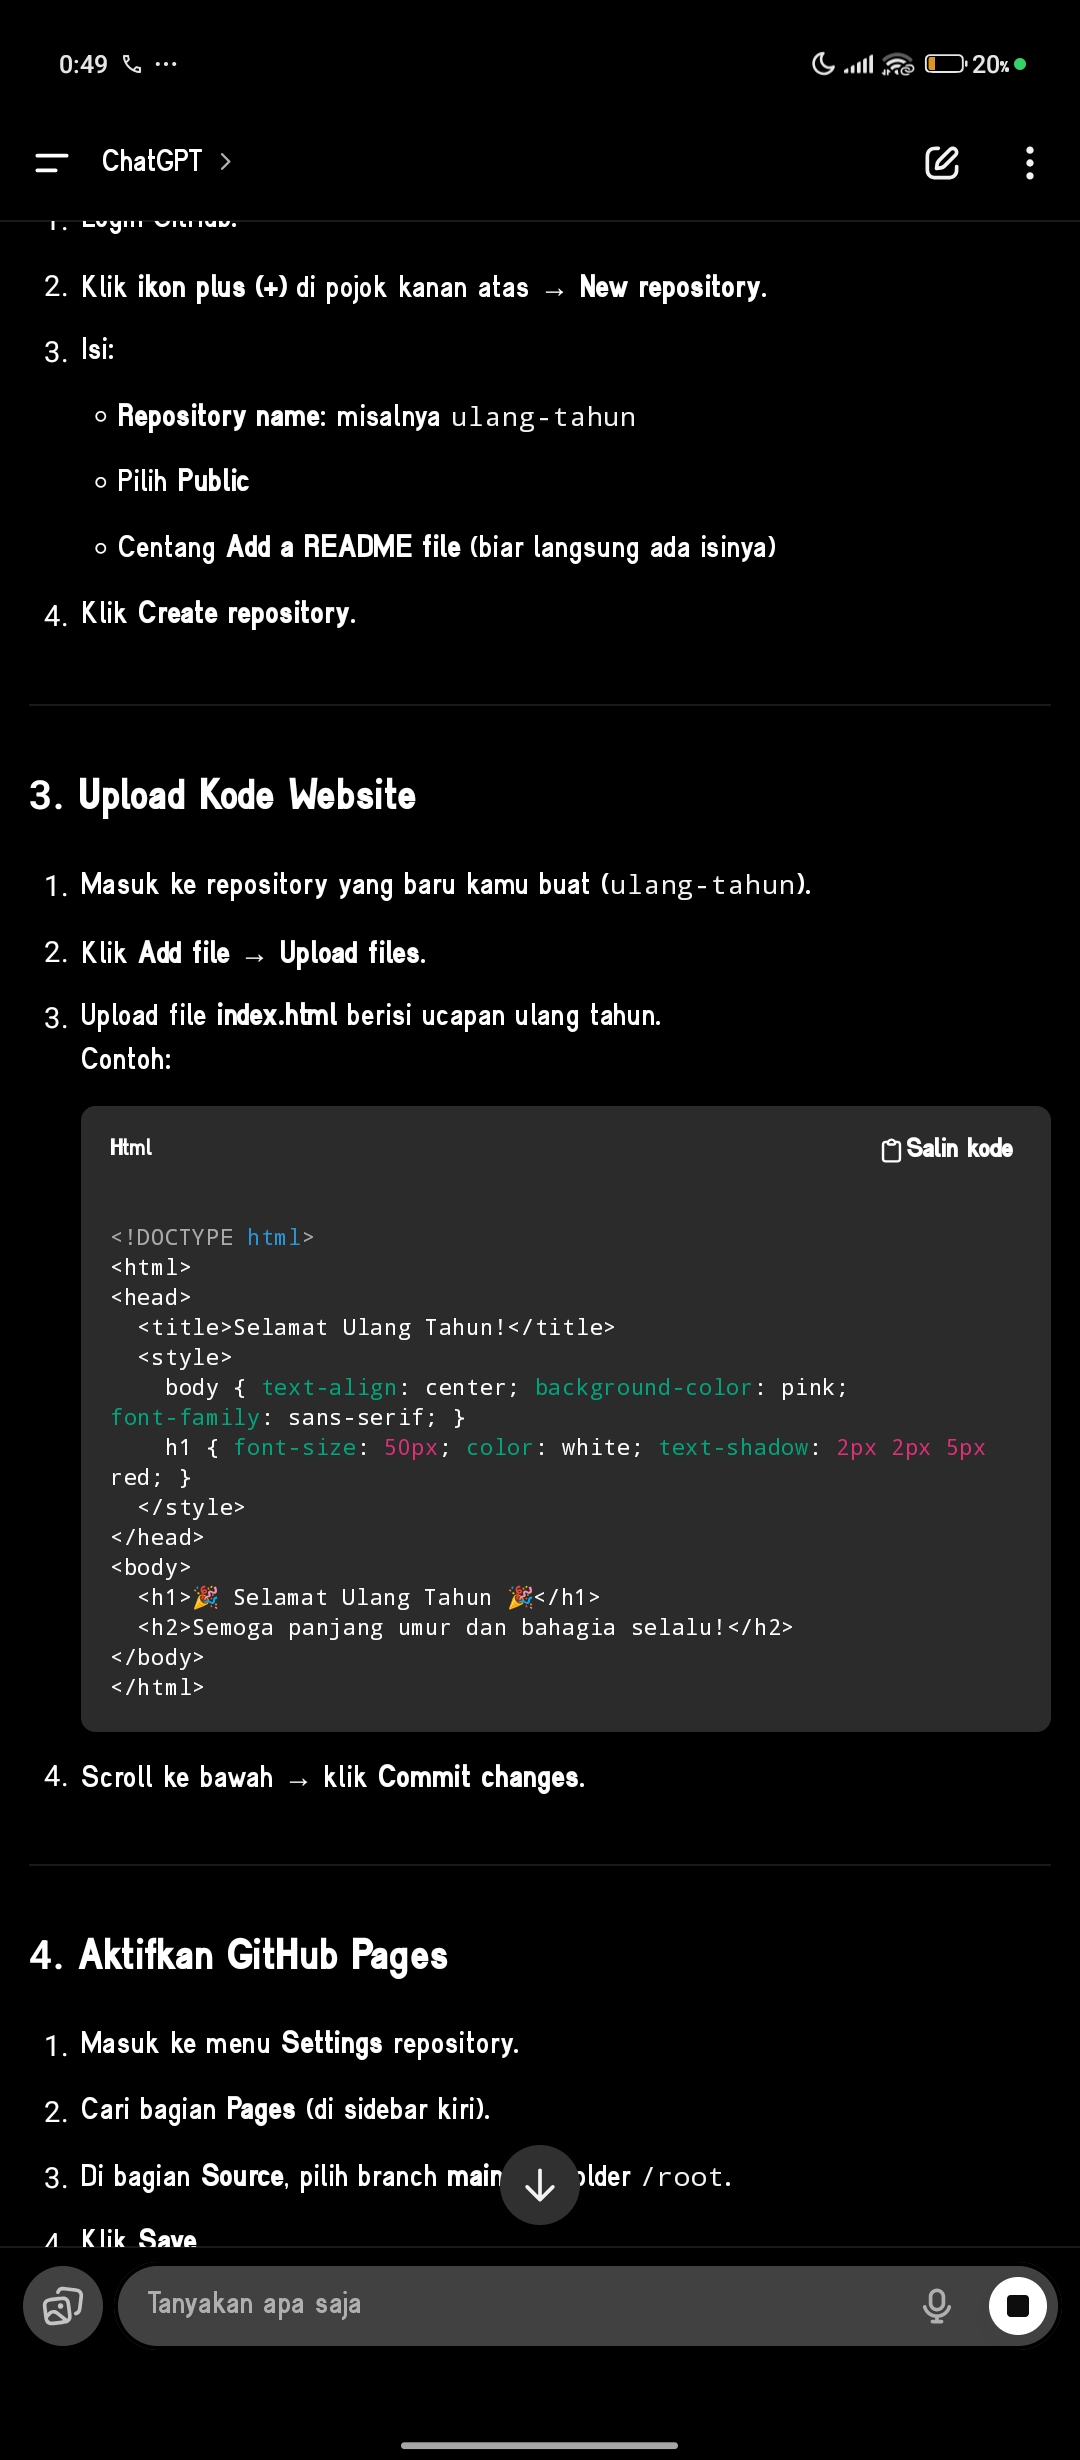 0:49
20%
ChatGPT >
1. Login GitHub.
2. Klik ikon plus (+) di pojok kanan atas → New repository.
3. Isi:
Repository name: misalnya ulang-tahun
Pilih Public
Centang Add a README file (biar langsung ada isinya)
4. Klik Create repository.
3. Upload Kode Website
1. Masuk ke repository yang baru kamu buat (ulang-tahun).
2. Klik Add file → Upload files.
3. Upload file index.html berisi ucapan ulang tahun.
Contoh:
Html
Salin kode
<!DOCTYPE html>
<html>
<head>
<title>Selamat Ulang Tahun!</title>
<style>
body { text-align: center; background-color: pink;
font-family: sans-serif; }
h1 { font-size: 50px; color: white; text-shadow: 2px 2px 5px
red; }
</style>
</head>
<body>
<h1>🎉 Selamat Ulang Tahun 🎉</h1>
<h2>Semoga panjang umur dan bahagia selalu!</h2>
</body>
</html>
4. Scroll ke bawah → klik Commit changes.
4. Aktifkan GitHub Pages
1. Masuk ke menu Settings repository.
2. Cari bagian Pages (di sidebar kiri).
3. Di bagian Source, pilih branch main older /root.
4. Klik Save
Tanyakan apa saja